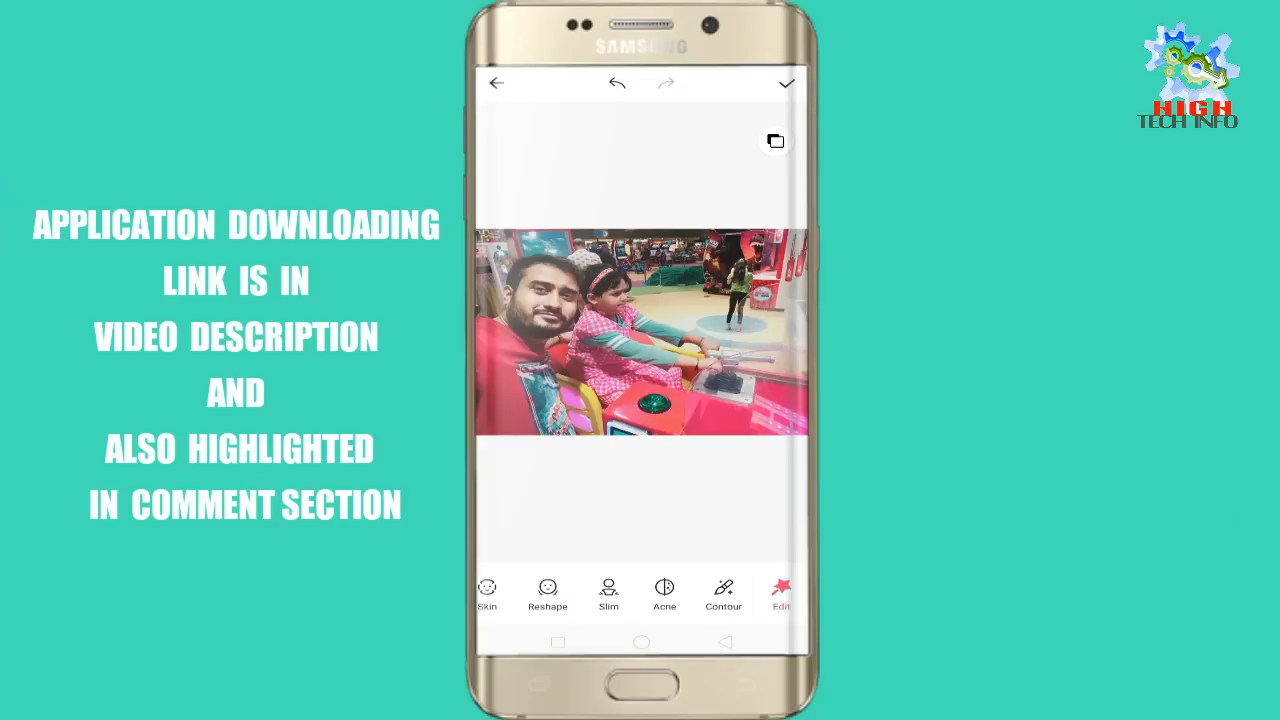 SAMSUNG
HIGH
TECH INFO
APPLICATION DOWNLOADING
LINK IS IN
VIDEO DESCRIPTION
AND
ALSO HIGHLIGHTED
IN COMMENT SECTION
Skin
Reshape
Slim
Acne
Contour
Edit